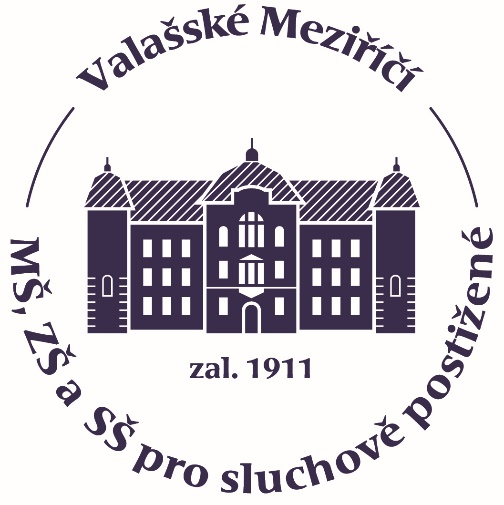 Valašské Meziříčí
MŠ, ZŠ a SŠ pro sluchově postižené
zal. 1911